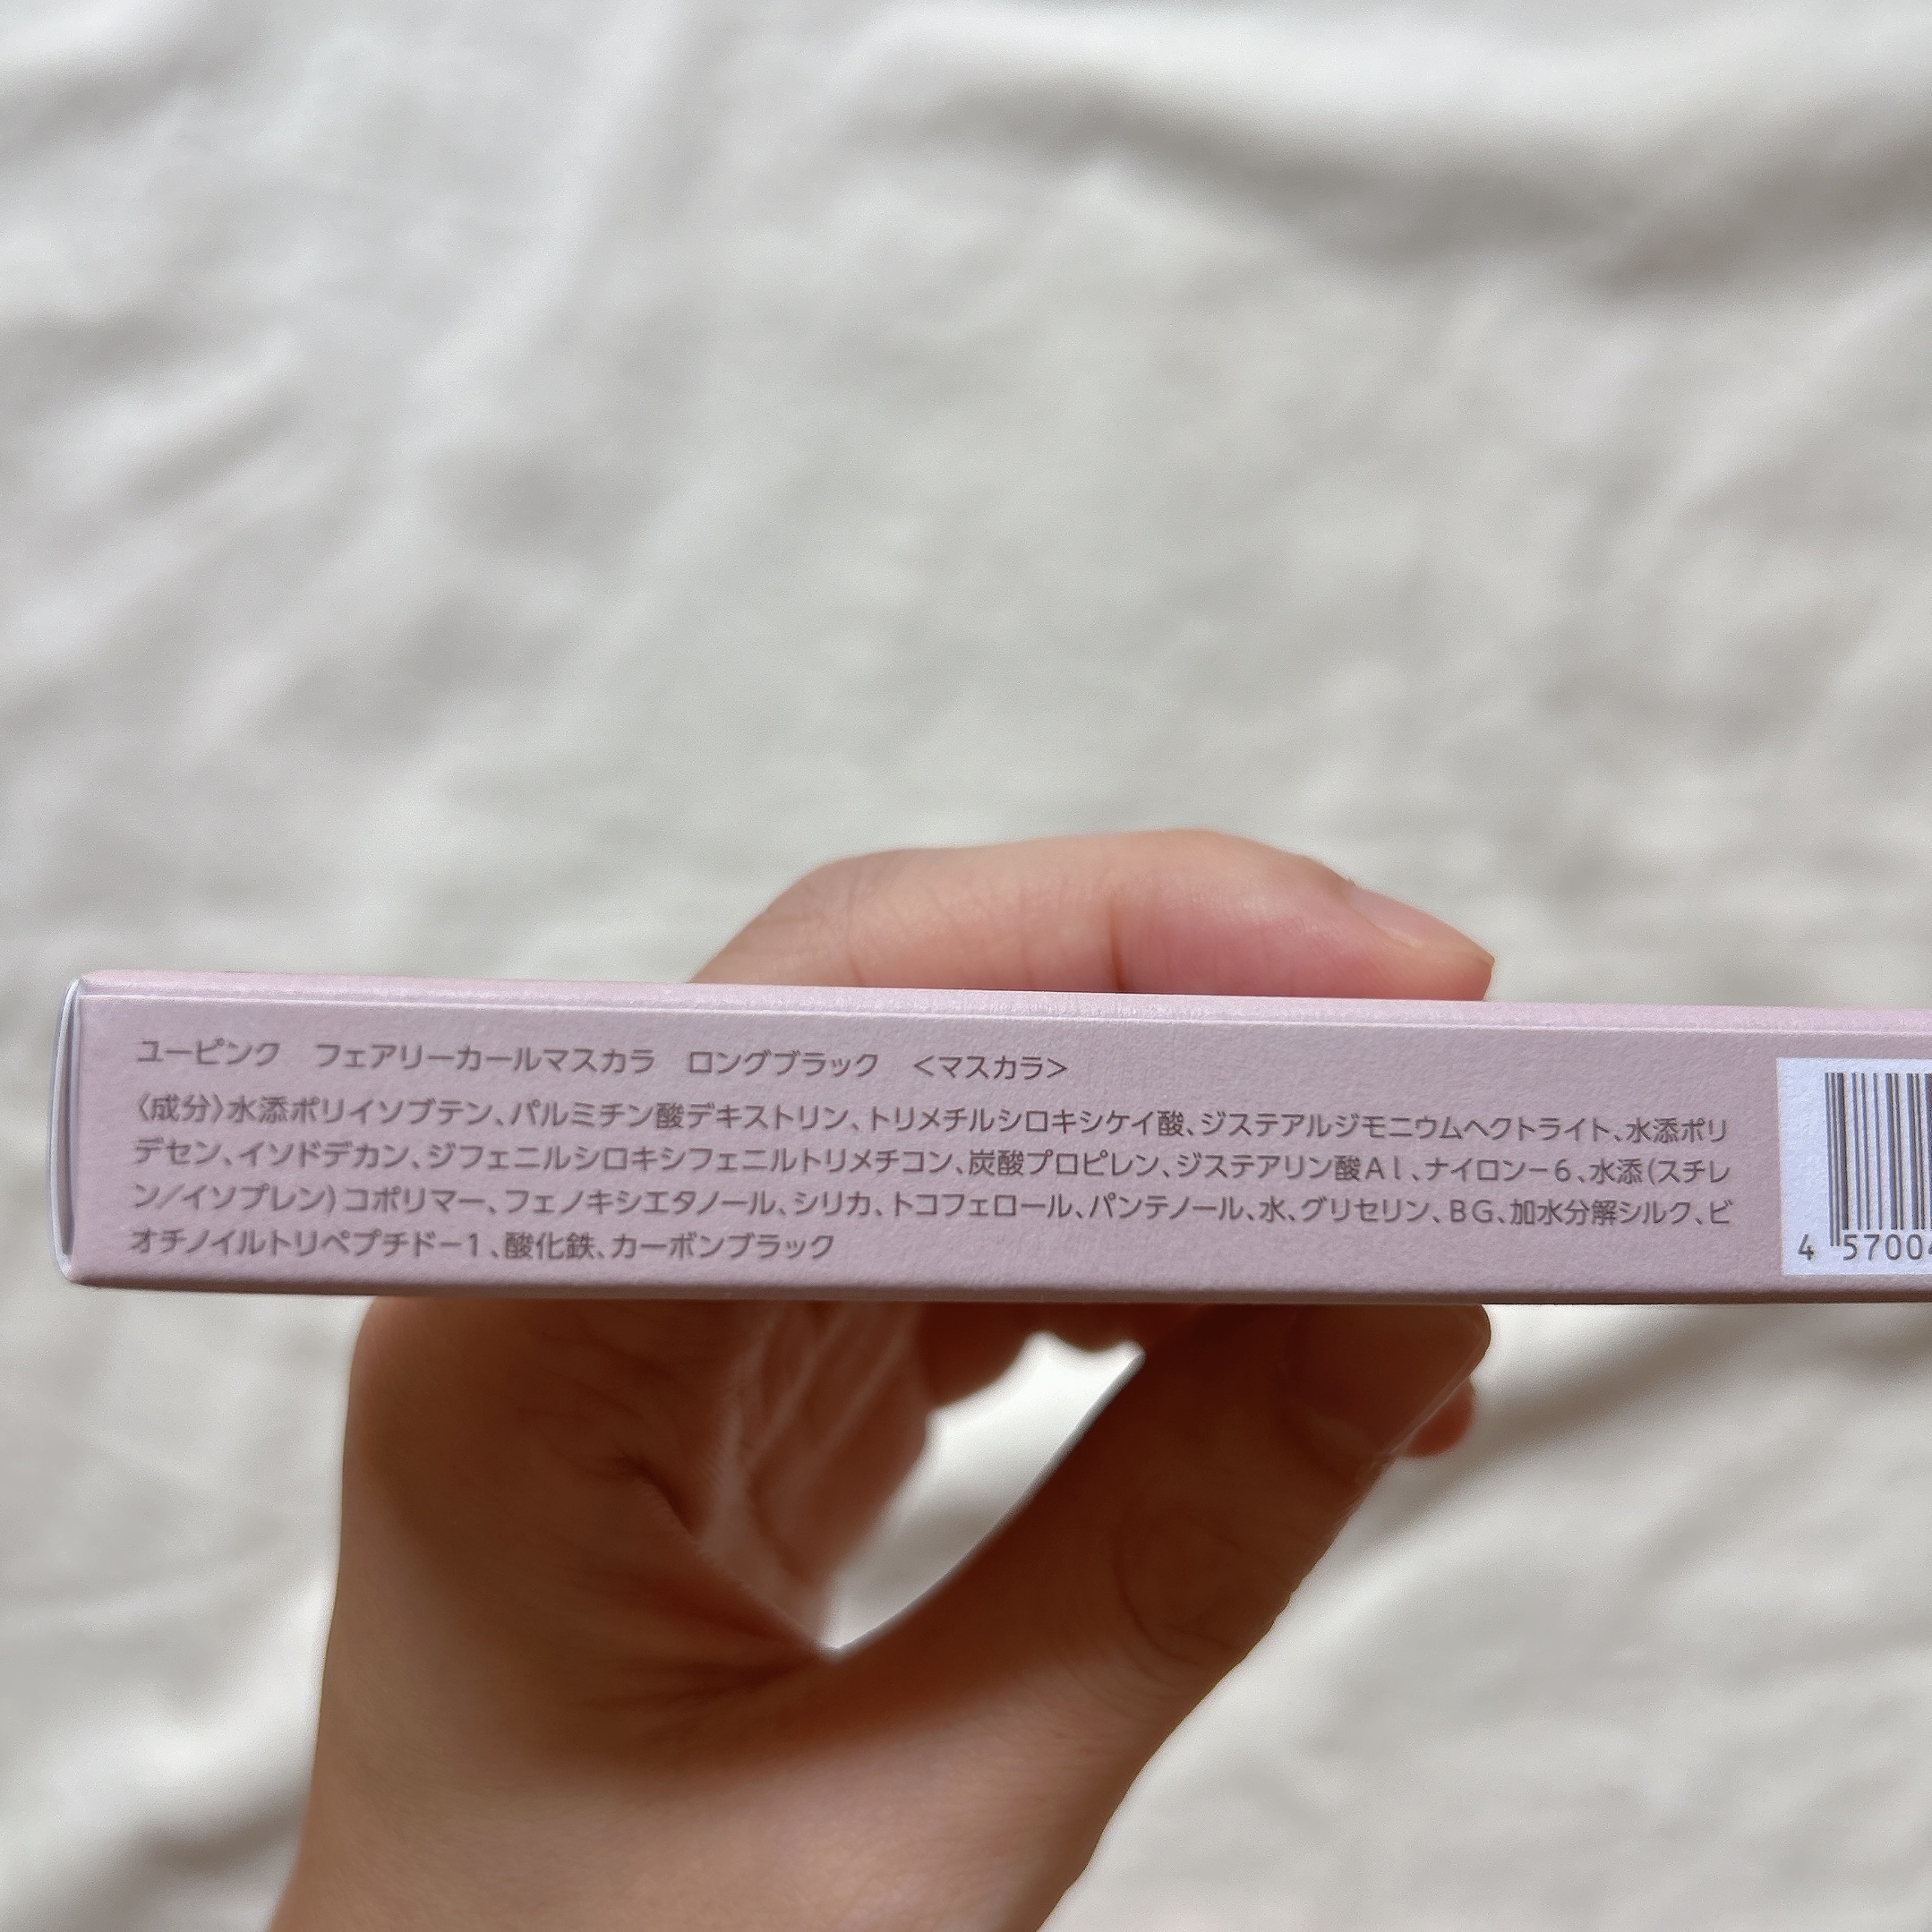 ユーピンク　フェアリーカールマスカラ　ロングブラック　＜マスカラ＞
〈成分〉水添ポリイソブテン、パルミチン酸デキストリン、トリメチルシロキシケイ酸、ジステアルジモニウムヘクトライト、水添ポリ
デセン、イソドデカン、ジフェニルシロキシフェニルトリメチコン、炭酸プロピレン、ジステアリン酸Ａｌ、ナイロン－６、水添（スチレ
ン／イソプレン）コポリマー、フェノキシエタノール、シリカ、トコフェロール、パンテノール、水、グリセリン、ＢＧ、加水分解シルク、ビ
オチノイルトリペプチド－１、酸化鉄、カーボンブラック
4 57004